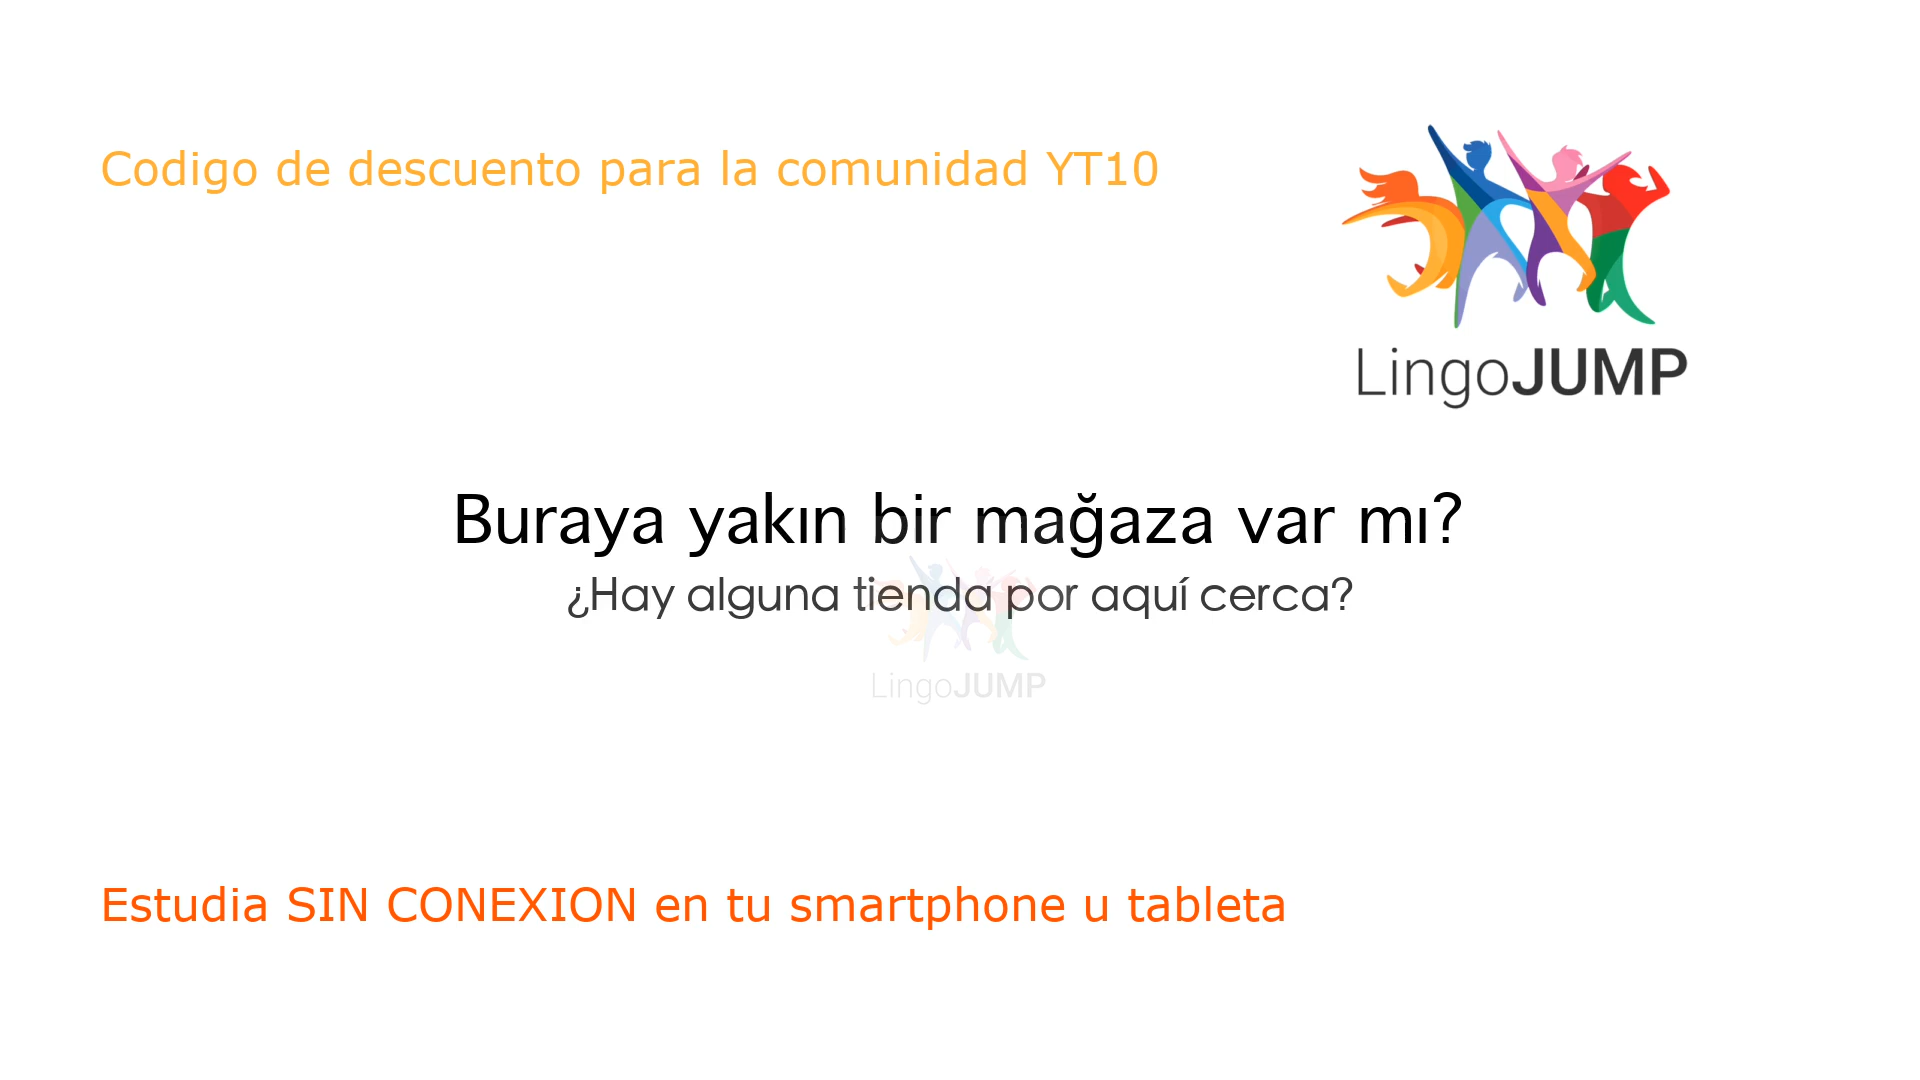 Codigo de descuento para la comunidad YT10
LingoJUMP
Buraya yakın bir mağaza var mı?
¿Hay alguna tienda por aquí cerca?
LingoJUMP
Estudia SIN CONEXION en tu smartphone u tableta